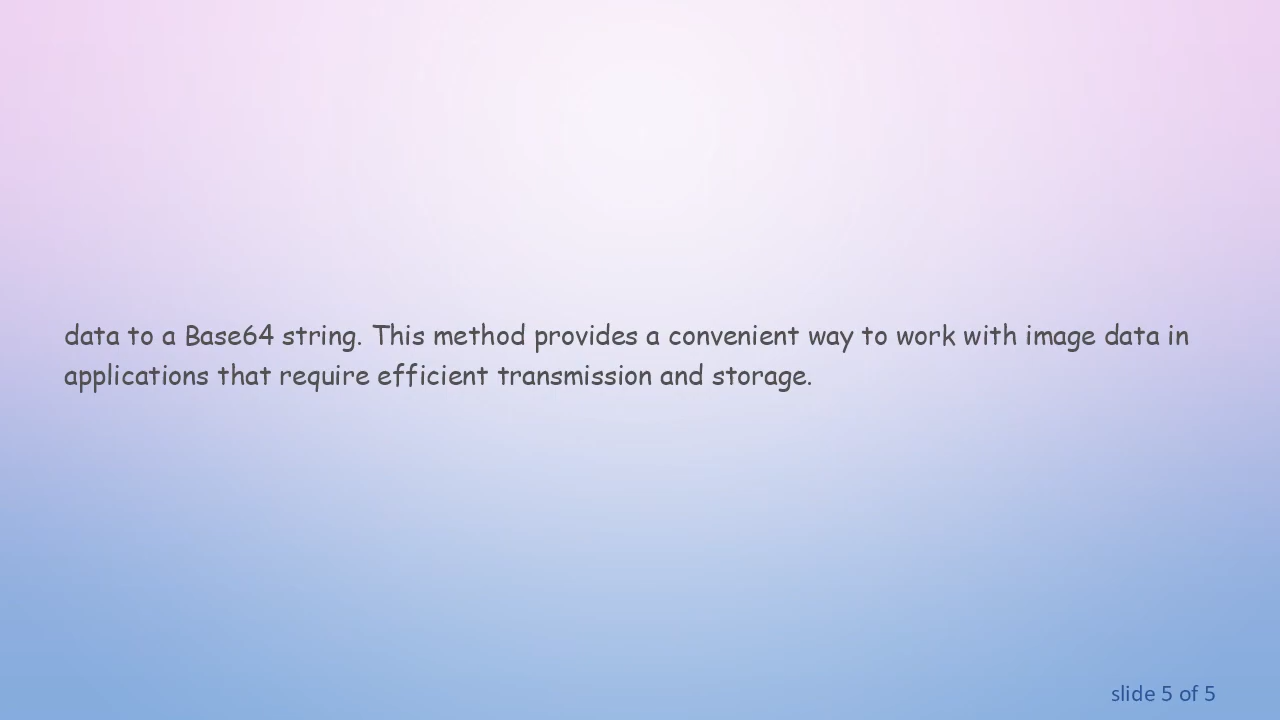 data to a Base64 string. This method provides a convenient way to work with image data in
applications that require efficient transmission and storage.
slide 5 of 5